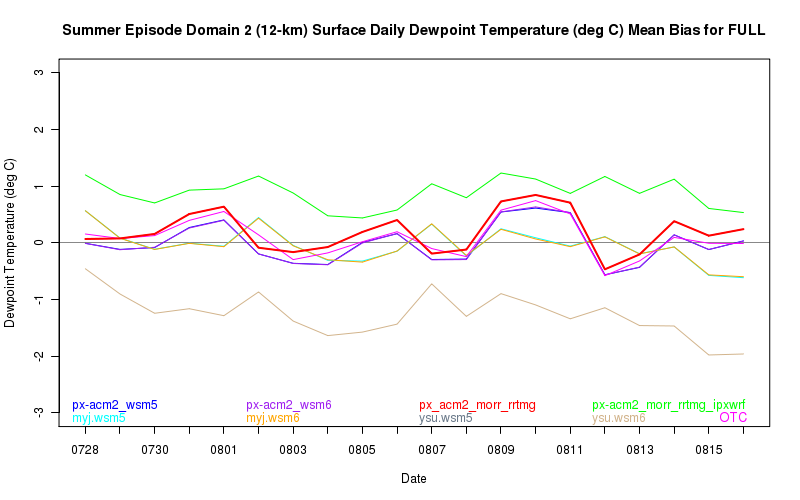 Summer Episode Domain 2 (12-km) Surface Daily Dewpoint Temperature (deg C) Mean Bias for FULL
Dewpoint Temperature (deg C)
3
2
1
0
-1
-2
-3
px-acm2_wsm5 px-acm2_wsm6 px_acm2_morr_rrtmg px-acm2_morr_rrtmg_ipxwrf
myj.wsm5 myj.wsm6 ysu.wsm5 ysu.wsm6 OTC
0728 0730 0801 0803 0805 0807 0809 0811 0813 0815
Date